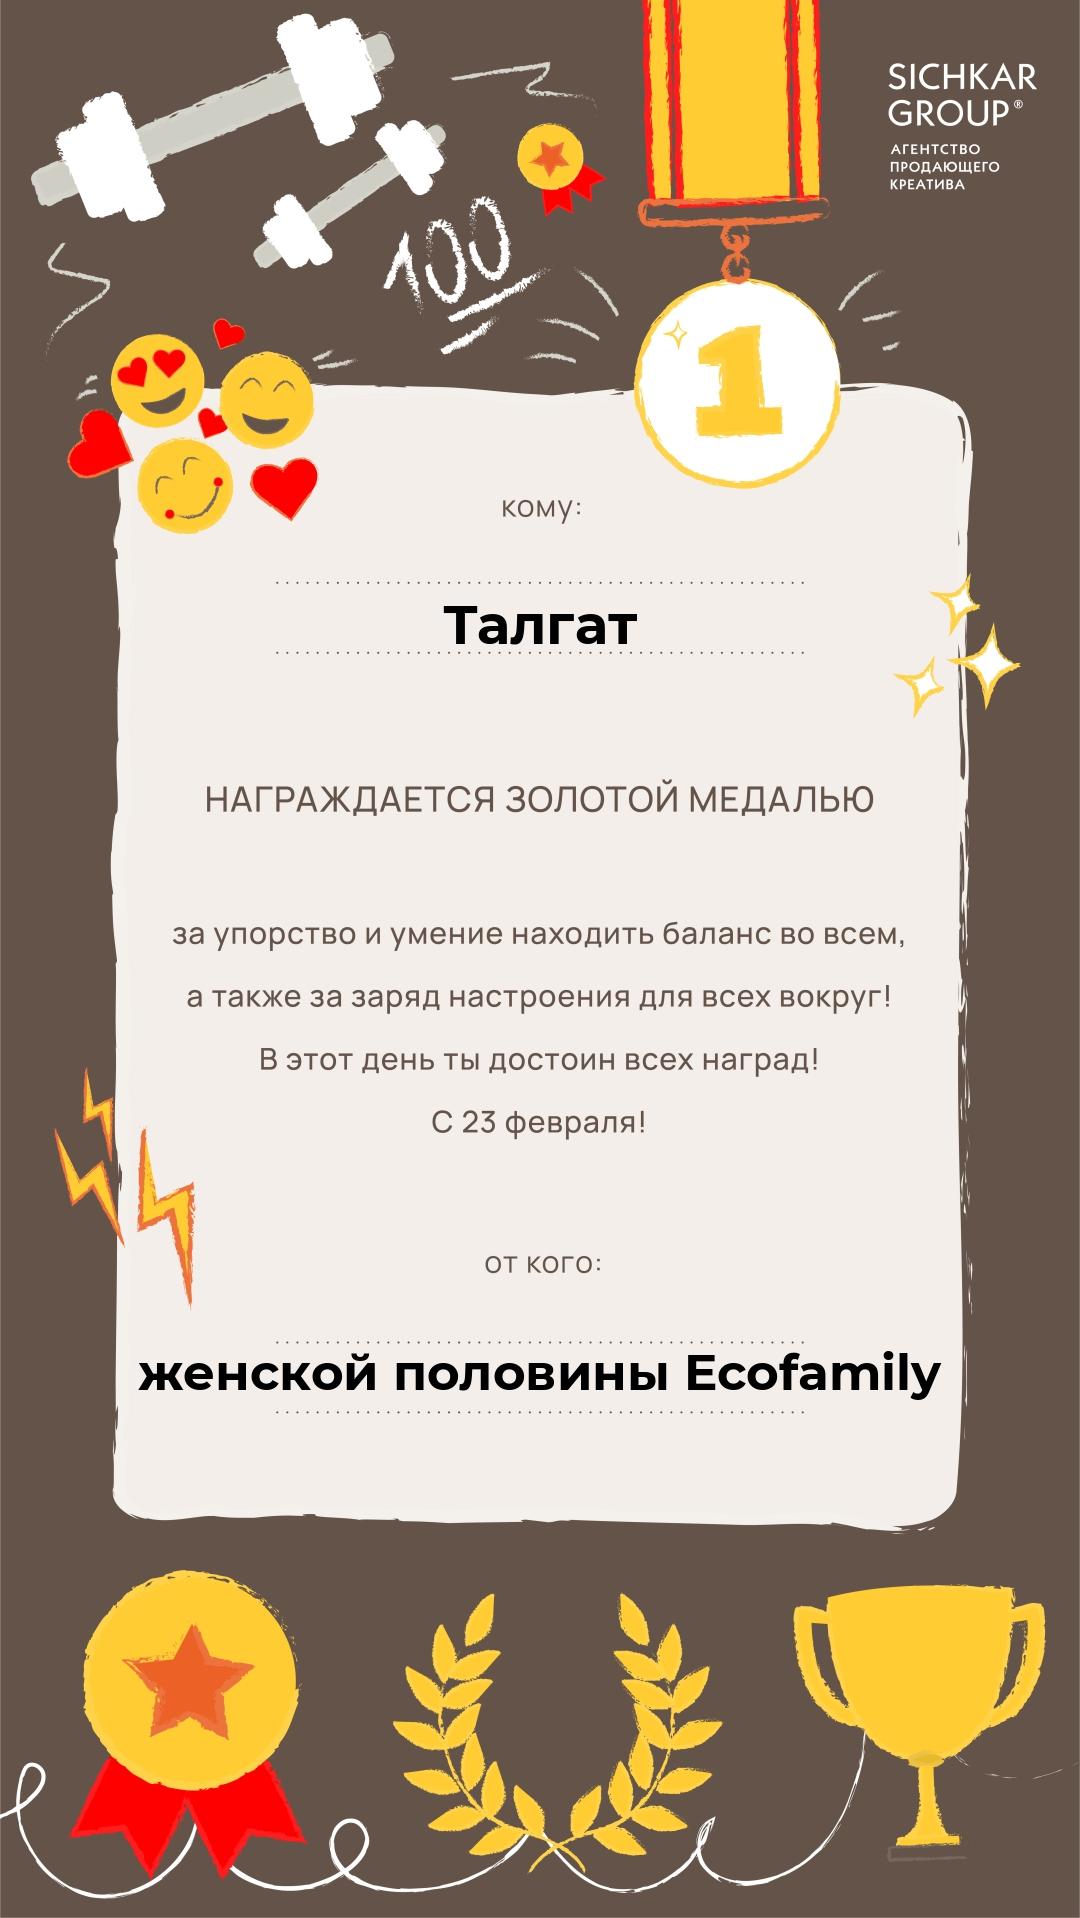 SICHKAR
GROUP®
АГЕНТСТВО
ПРОДАЮЩЕГО
КРЕАТИВА
100
1
кому:
Талгат
НАГРАЖДАЕТСЯ ЗОЛОТОЙ МЕДАЛЬЮ
за упорство и умение находить баланс во всем,
а также за заряд настроения для всех вокруг!
В этот день ты достоин всех наград!
С 23 февраля!
от кого:
женской половины Ecofamily